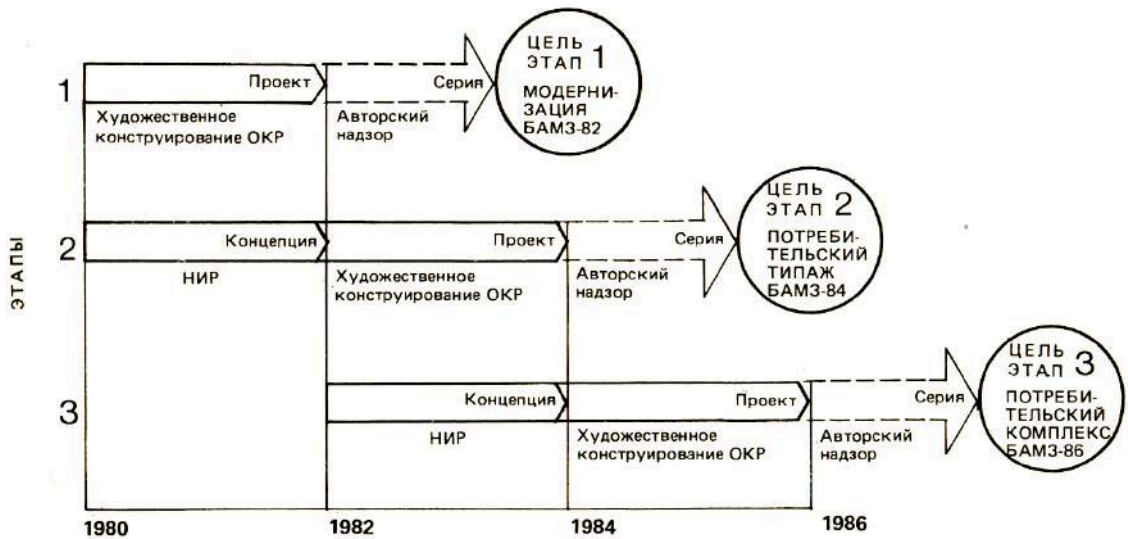 ЭТАПЫ
1
Проект
Серия
Художественное
конструирование ОКР
Авторский
надзор
ЦЕЛЬ
ЭТАП 1
МОДЕРНИ-
ЗАЦИЯ
БАМЗ-82
2
Концепция
Проект
Серия
НИР
Художественное
конструирование ОКР
Авторский
надзор
ЦЕЛЬ
ЭТАП 2
ПОТРЕБИ-
ТЕЛЬСКИЙ
ТИПАЖ
БАМЗ-84
3
Концепция
Проект
Серия
НИР
Художественное
конструирование ОКР
Авторский
надзор
ЦЕЛЬ
ЭТАП 3
ПОТРЕБИ-
ТЕЛЬСКИЙ
КОМПЛЕКС
БАМЗ-86
1980
1982
1984
1986